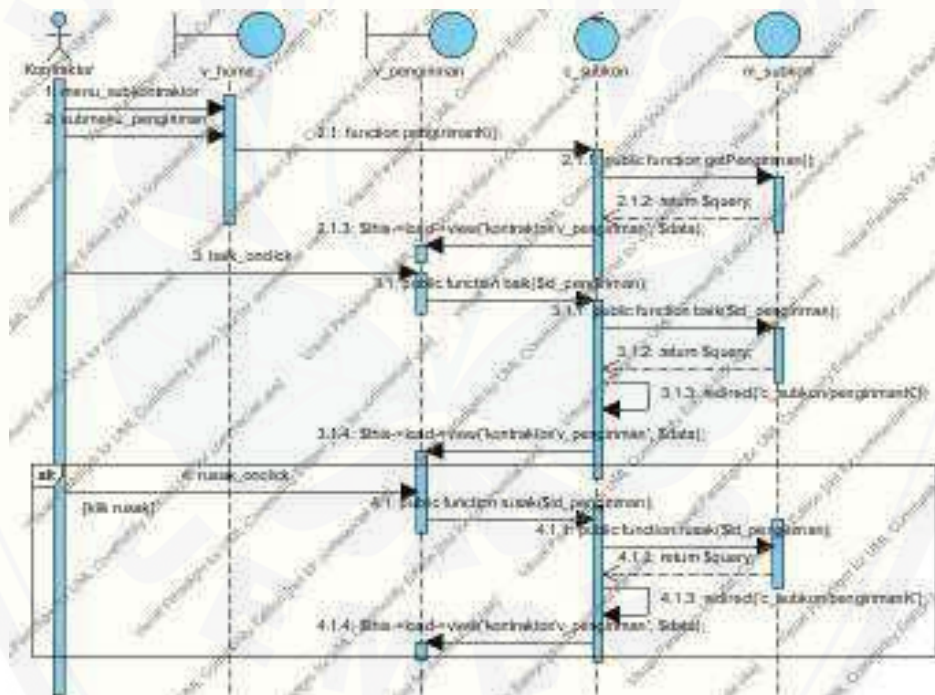 Kontraktor
v_home
v_pengiriman
c_subkon
m_subkon
1: menu_subkontraktor
2: submenu_pengiriman
2.1: function pengirimanK()
2.1.1: public function getPengiriman();
2.1.2: return $query;
2.1.3: $this->load->view('kontraktor/v_pengiriman', $data);
3: baik_onclick
3.1: public function baik($id_pengiriman);
3.1.1: public function baik($id_pengiriman);
3.1.2: return $query;
3.1.3: redirect('c_subkon/pengirimanK')
3.1.4: $this->load->view('kontraktor/v_pengiriman', $data);
alt
4: rusak_onclick
[klik rusak]
4.1: public function rusak($id_pengiriman);
4.1.1: public function rusak($id_pengiriman);
4.1.2: return $query;
4.1.3: redirect('c_subkon/pengirimanK');
4.1.4: $this->load->view('kontraktor/v_pengiriman', $data);